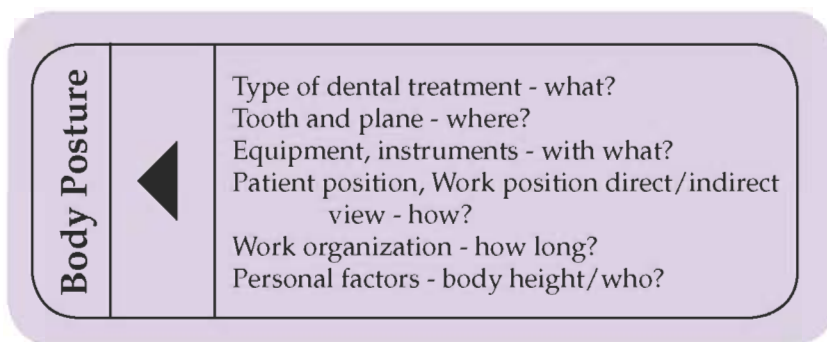 Body Posture
Type of dental treatment - what?
Tooth and plane - where?
Equipment, instruments - with what?
Patient position, Work position direct/indirect
view - how?
Work organization - how long?
Personal factors - body height/who?